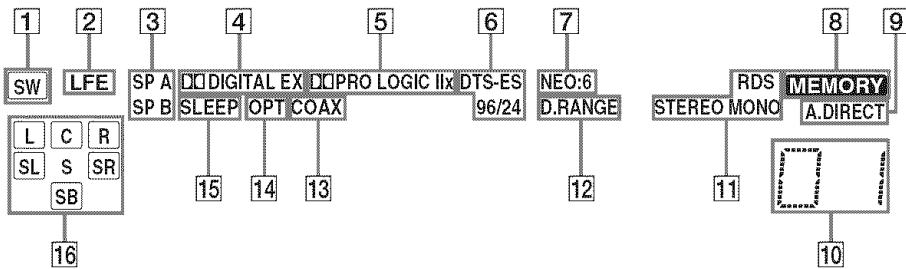 1 2 3 4 5 6 7 8 9
SW LFE SP A DIGITAL EX PRO LOGIC IIx DTS-ES NEO:6 RDS MEMORY
SP B SLEEP OPT COAX 96/24 D.RANGE STEREO MONO A.DIRECT
L C R
SL S SR
SB
15 14 13 12 11 10
16